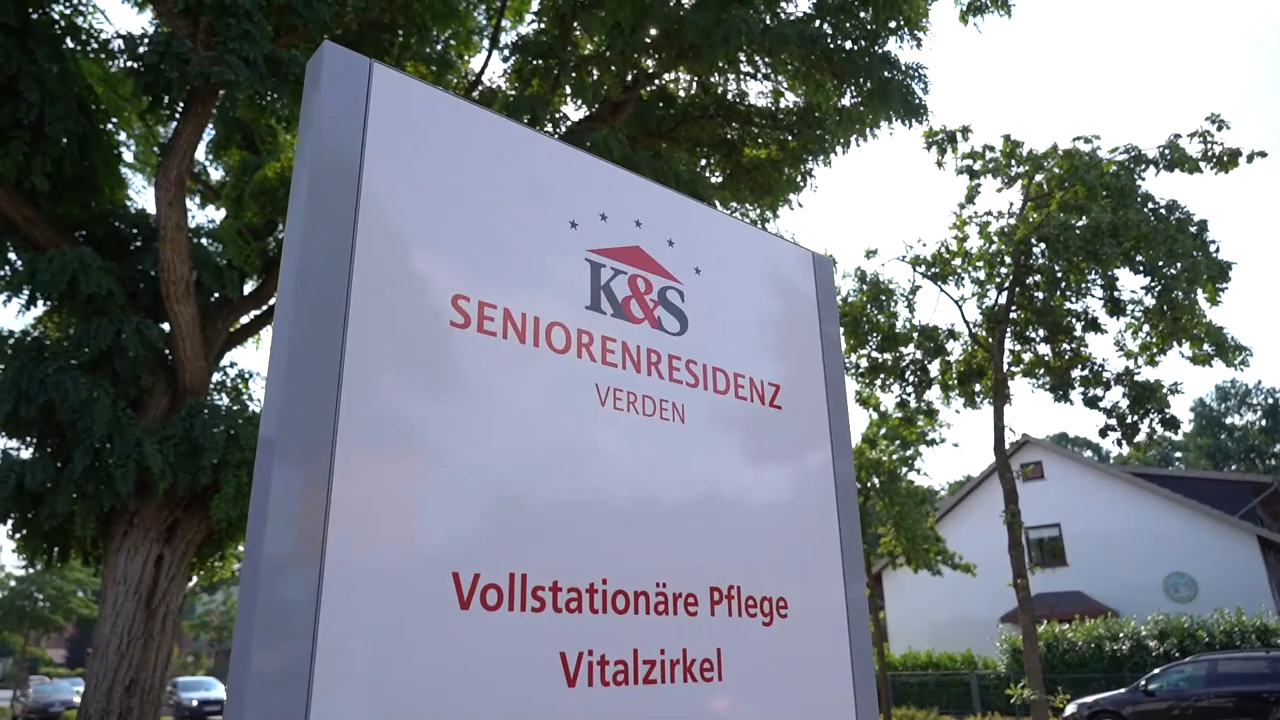 K&S
SENIORENRESIDENZ
VERDEN
Vollstationäre Pflege
Vitalzirkel